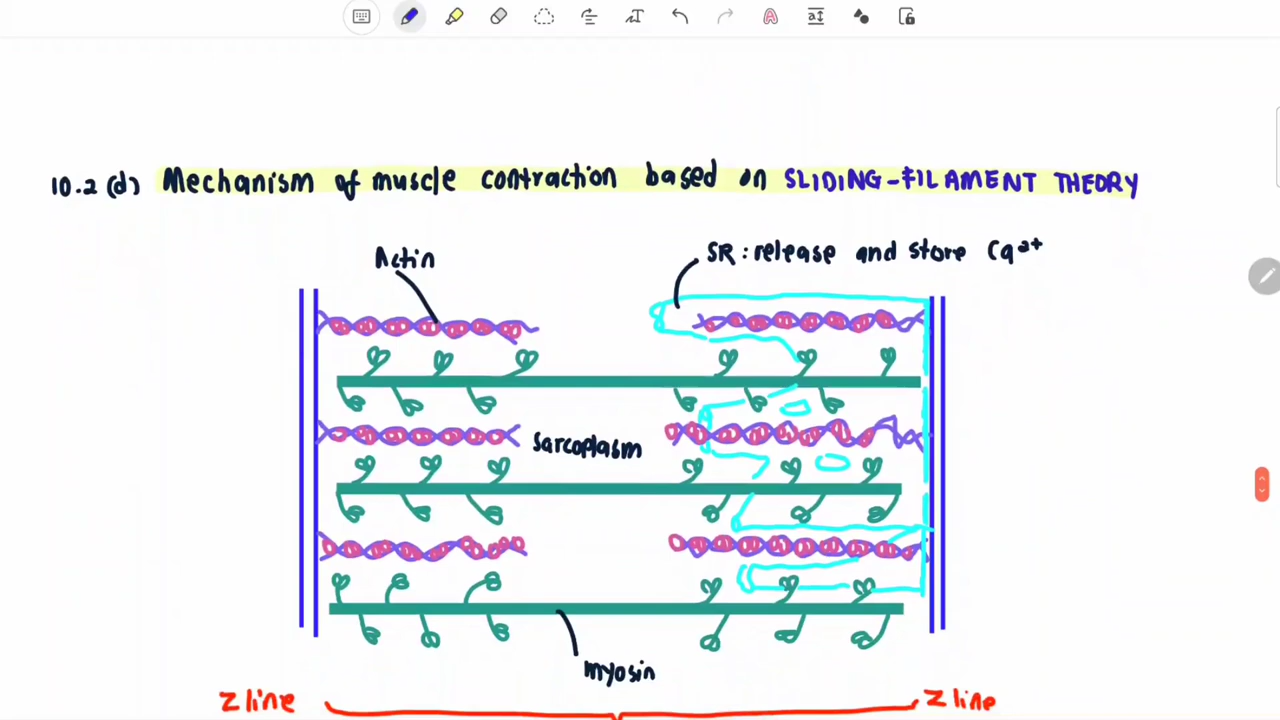 10.2 (d) Mechanism of muscle contraction based on SLIDING-FILAMENT THEORY
Actin
SR: release and store Ca2+
sarcoplasm
myosin
Z line
Z line